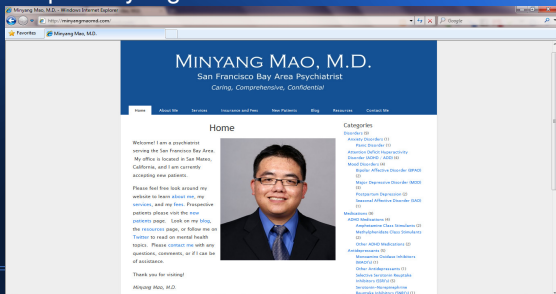 Minyang Mao, M.D. - Windows Internet Explorer
http://minyangmaomd.com/
Google
Favorites
Minyang Mao, M.D.
MINYANG MAO, M.D.
San Francisco Bay Area Psychiatrist
Caring, Comprehensive, Confidential
Home About Me Services Insurance and Fees New Patients Blog Resources Contact Me
Home
Welcome! I am a psychiatrist
serving the San Francisco Bay Area.
My office is located in San Mateo,
California, and I am currently
accepting new patients.
Please feel free look around my
website to learn about me, my
services, and my fees. Prospective
patients please visit the new
patients page. Look on my blog,
the resources page, or follow me on
Twitter to read on mental health
topics. Please contact me with any
questions, comments, or if I can be
of assistance.
Thank you for visiting!
Minyang Mao, M.D.
Categories
Disorders (9)
Anxiety Disorders (1)
Panic Disorder (1)
Attention Deficit Hyperactivity
Disorder (ADHD / ADD) (4)
Mood Disorders (4)
Bipolar Affective Disorder (BPAD)
(2)
Major Depressive Disorder (MDD)
(3)
Postpartum Depression (2)
Seasonal Affective Disorder (SAD)
(1)
Medications (9)
ADHD Medications (4)
Amphetamine Class Stimulants (2)
Methylphenidate Class Stimulants
(2)
Other ADHD Medications (2)
Antidepressants (5)
Monoamine Oxidase Inhibitors
(MAOI's) (1)
Other Antidepressants (1)
Selective Serotonin Reuptake
Inhibitors (SSRI's) (5)
Serotonin-Norepinephrine
Reuptake Inhibitors (SNRI's) (1)